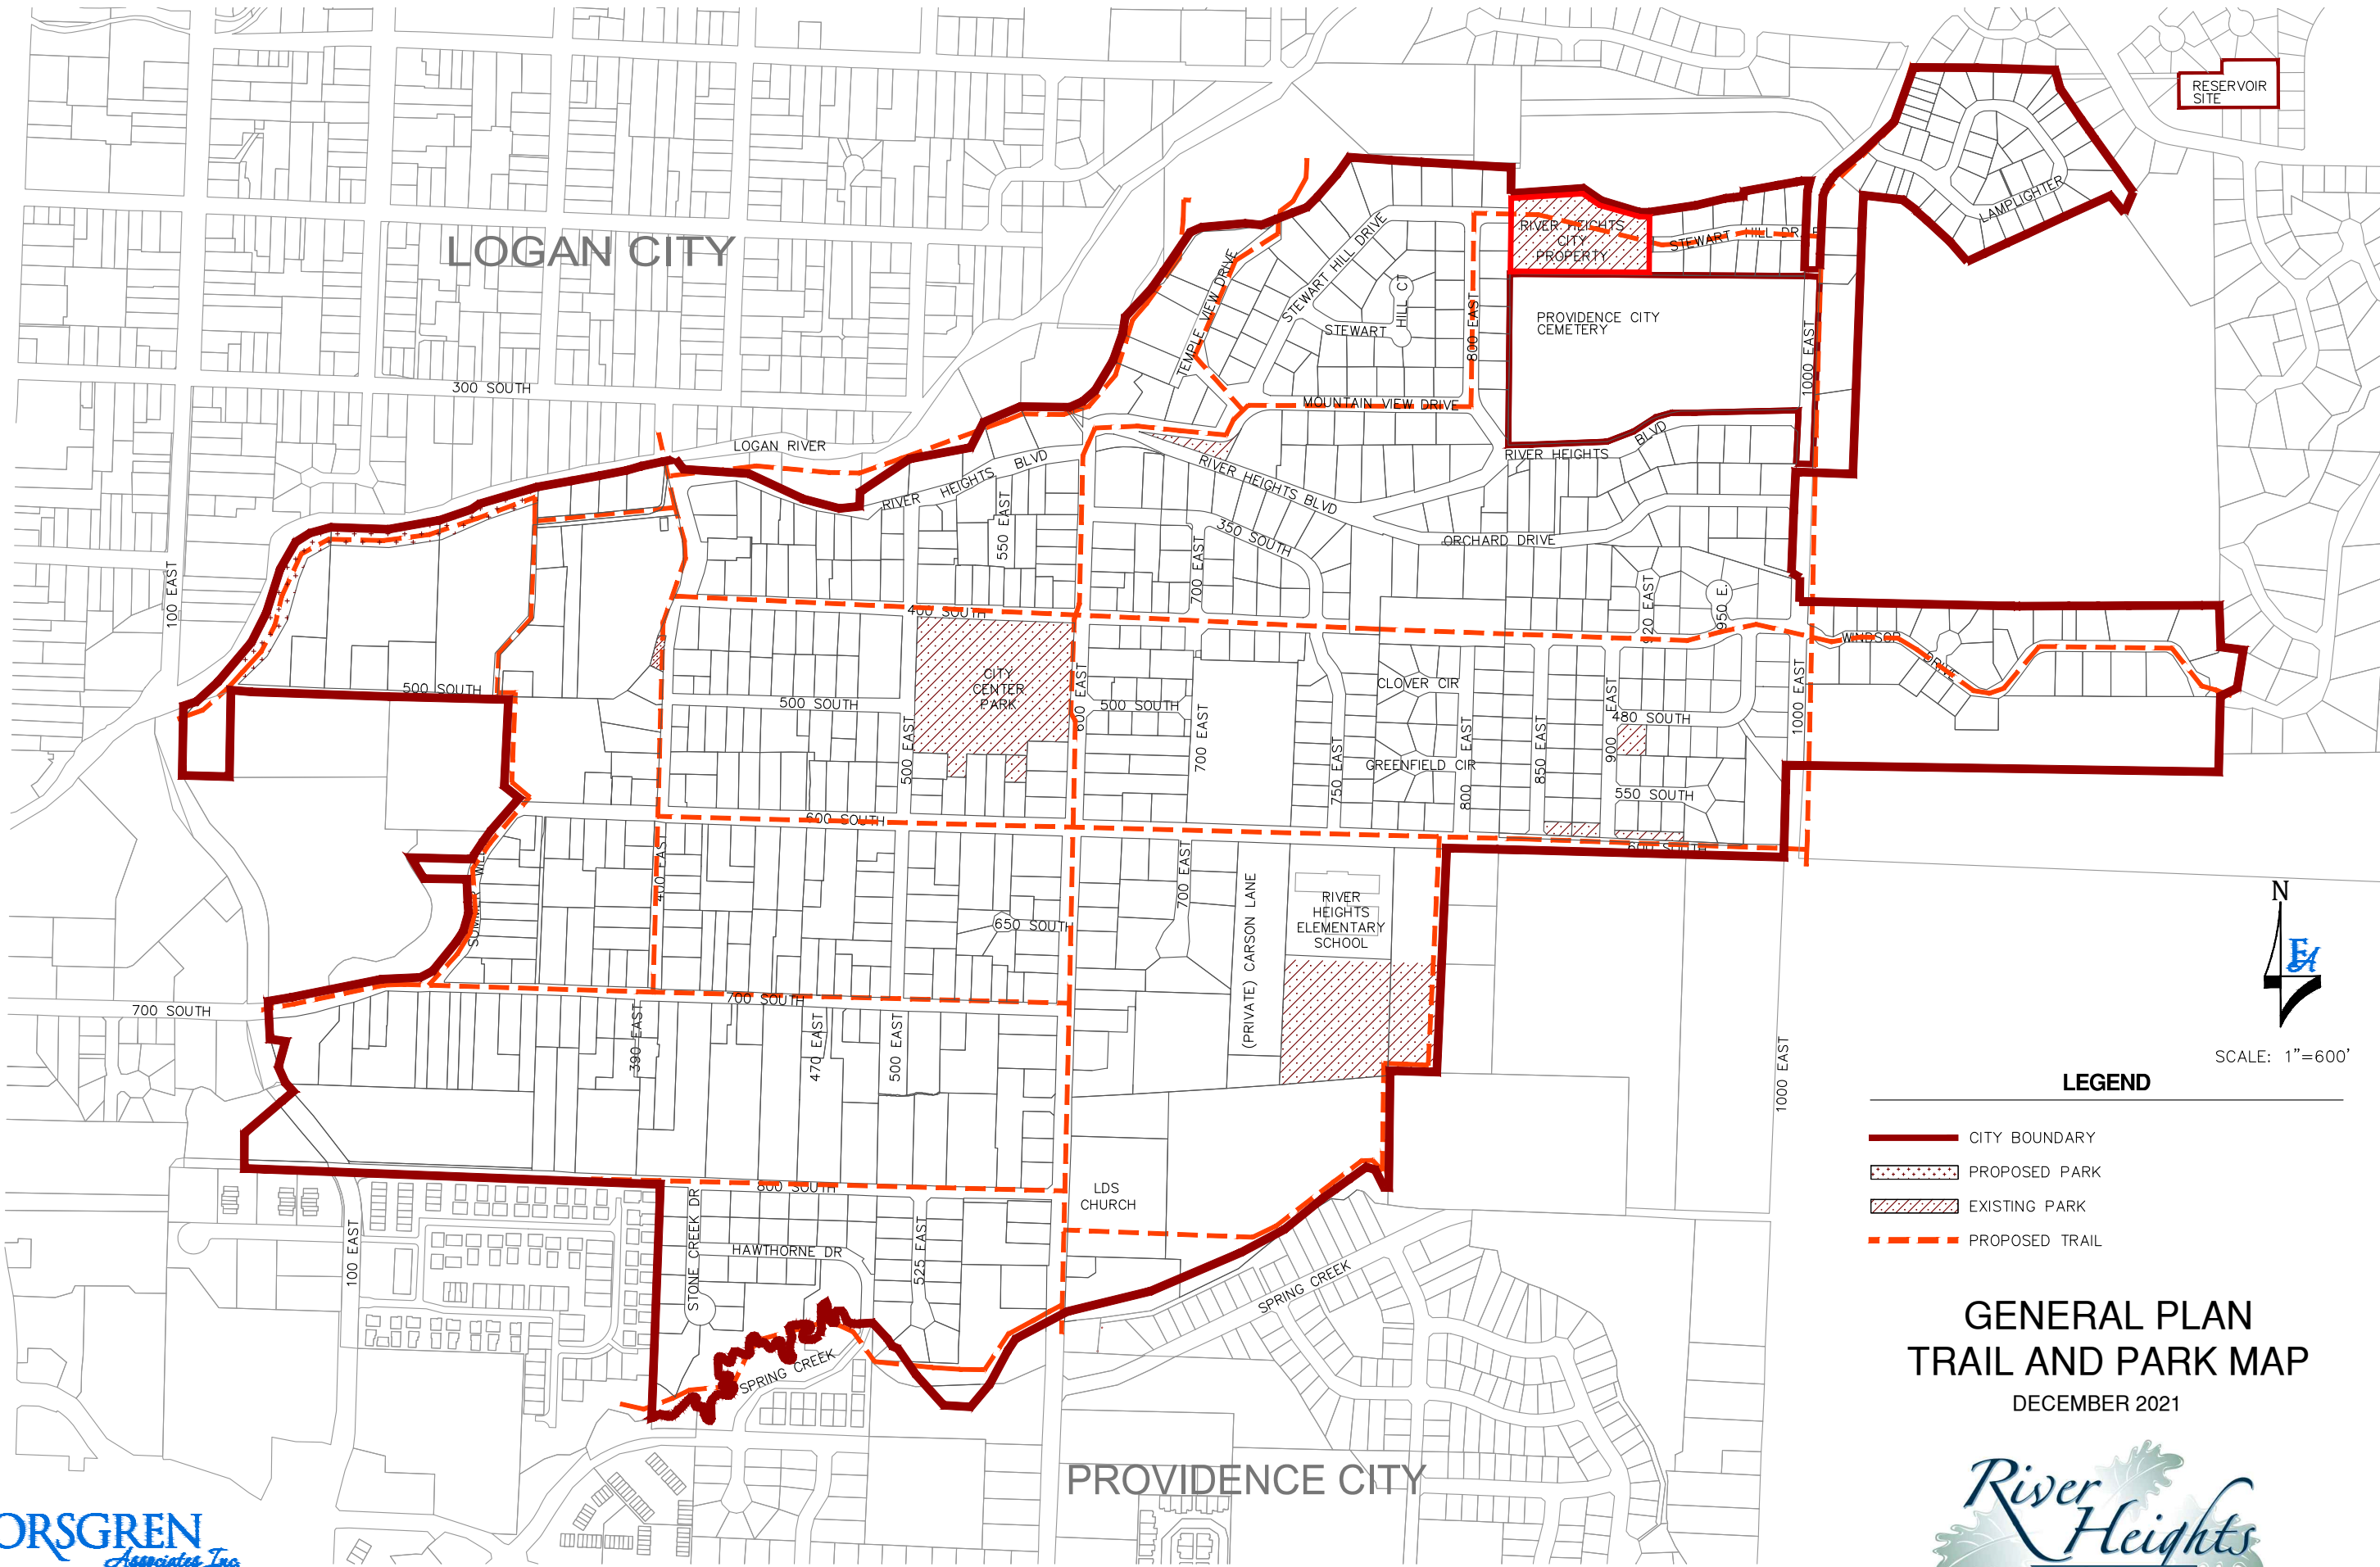 RESERVOIR
SITE
LAMPLIGHTER
LOGAN CITY
RIVER HEIGHTS
CITY
PROPERTY
STEWART HILL DR
STEWART HILL DRIVE
TEMPLE VIEW DRIVE
HILL CT
STEWART
800 EAST
PROVIDENCE CITY
CEMETERY
1000 EAST
300 SOUTH
MOUNTAIN VIEW DRIVE
LOGAN RIVER
RIVER HEIGHTS BLVD
RIVER HEIGHTS BLVD
RIVER HEIGHTS BLVD
550 EAST
350 SOUTH
ORCHARD DRIVE
700 EAST
100 EAST
920 EAST
950 E.
400 SOUTH
WINDSOR DRIVE
CITY
CENTER
PARK
600 EAST
CLOVER CIR
500 SOUTH
500 SOUTH
500 SOUTH
1000 EAST
480 SOUTH
500 EAST
700 EAST
750 EAST
GREENFIELD CIR
800 EAST
850 EAST
900 EAST
550 SOUTH
600 SOUTH
600 SOUTH
SUMMER
400 EAST
700 EAST
(PRIVATE) CARSON LANE
RIVER
HEIGHTS
ELEMENTARY
SCHOOL
650 SOUTH
N
EA
700 SOUTH
700 SOUTH
390 EAST
470 EAST
500 EAST
1000 EAST
SCALE: 1"=600'
LEGEND
CITY BOUNDARY
PROPOSED PARK
EXISTING PARK
PROPOSED TRAIL
800 SOUTH
LDS
CHURCH
100 EAST
STONE CREEK DR
HAWTHORNE DR
525 EAST
SPRING CREEK
SPRING CREEK
GENERAL PLAN
TRAIL AND PARK MAP
DECEMBER 2021
PROVIDENCE CITY
ORSGREN
Associates Inc.
River
Heights